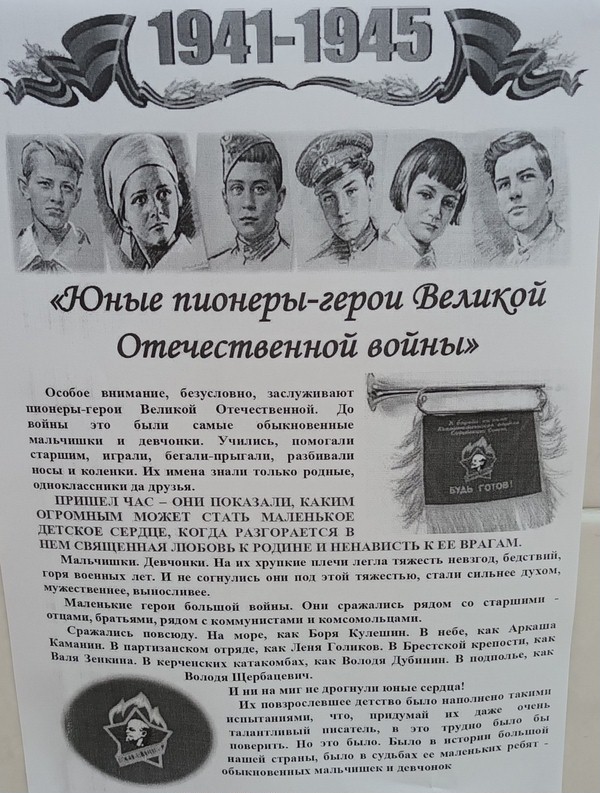 1941-1945
«Юные пионеры-герои Великой
Отечественной войны»
Особое внимание, безусловно, заслуживают
пионеры-герои Великой Отечественной. До
войны это были самые обыкновенные
мальчишки и девчонки. Учились, помогали
старшим, играли, бегали-прыгали, разбивали
носы и коленки. Их имена знали только родные,
одноклассники да друзья.
ПРИШЕЛ ЧАС – ОНИ ПОКАЗАЛИ, КАКИМ
ОГРОМНЫМ МОЖЕТ СТАТЬ МАЛЕНЬКОЕ
ДЕТСКОЕ СЕРДЦЕ, КОГДА РАЗГОРАЕТСЯ В
НЕМ СВЯЩЕННАЯ ЛЮБОВЬ К РОДИНЕ И НЕНАВИСТЬ К ЕЕ ВРАГАМ.
БУДЬ ГОТОВ!
Мальчишки. Девчонки. На их хрупкие плечи легла тяжесть невзгод, бедствий,
горя военных лет. И не согнулись они под этой тяжестью, стали сильнее духом,
мужественнее, выносливее.
Маленькие герои большой войны. Они сражались рядом со старшими -
отцами, братьями, рядом с коммунистами и комсомольцами.
Сражались повсюду. На море, как Боря Кулешин. В небе, как Аркаша
Каманин. В партизанском отряде, как Леня Голиков. В Брестской крепости, как
Валя Зенкина. В керченских катакомбах, как Володя Дубинин. В подполье, как
Володя Щербацевич.
И ни на миг не дрогнули юные сердца!
Их повзрослевшее детство было наполнено такими
испытаниями, что, придумай их даже очень
талантливый писатель, в это трудно было бы
поверить. Но это было. Было в истории большой
нашей страны, было в судьбах ее маленьких ребят -
обыкновенных мальчишек и девчонок